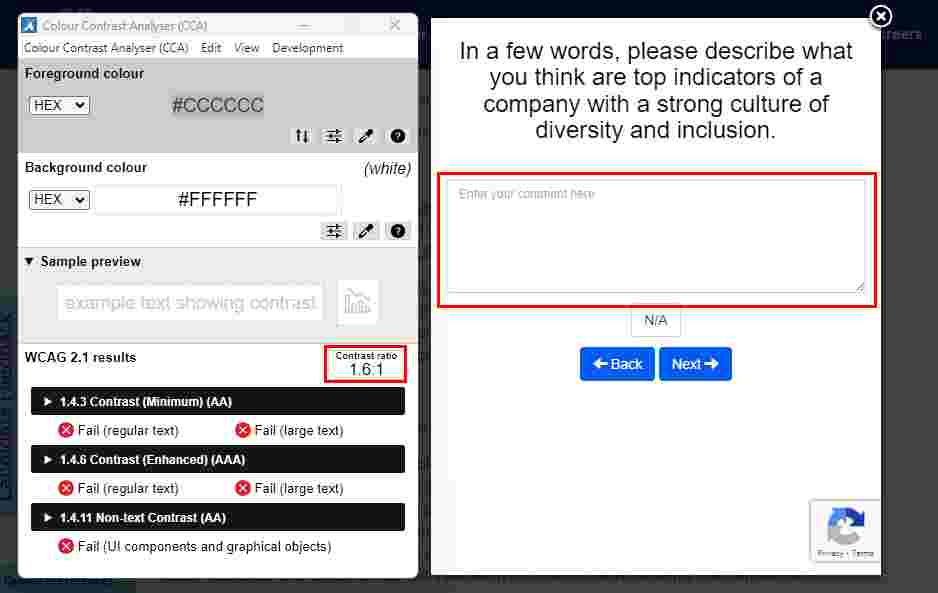 Colour Contrast Analyser (CCA)
Colour Contrast Analyser (CCA) Edit View Development
Foreground colour
HEX #CCCCCC
Background colour (white)
HEX #FFFFFF
▼ Sample preview
example text showing contrast
WCAG 2.1 results
Contrast ratio
1.6:1
1.4.3 Contrast (Minimum) (AA)
Fail (regular text) Fail (large text)
1.4.6 Contrast (Enhanced) (AAA)
Fail (regular text) Fail (large text)
1.4.11 Non-text Contrast (AA)
Fail (UI components and graphical objects)
In a few words, please describe what
you think are top indicators of a
company with a strong culture of
diversity and inclusion.
Enter your comment here
N/A
Back Next
Privacy - Terms